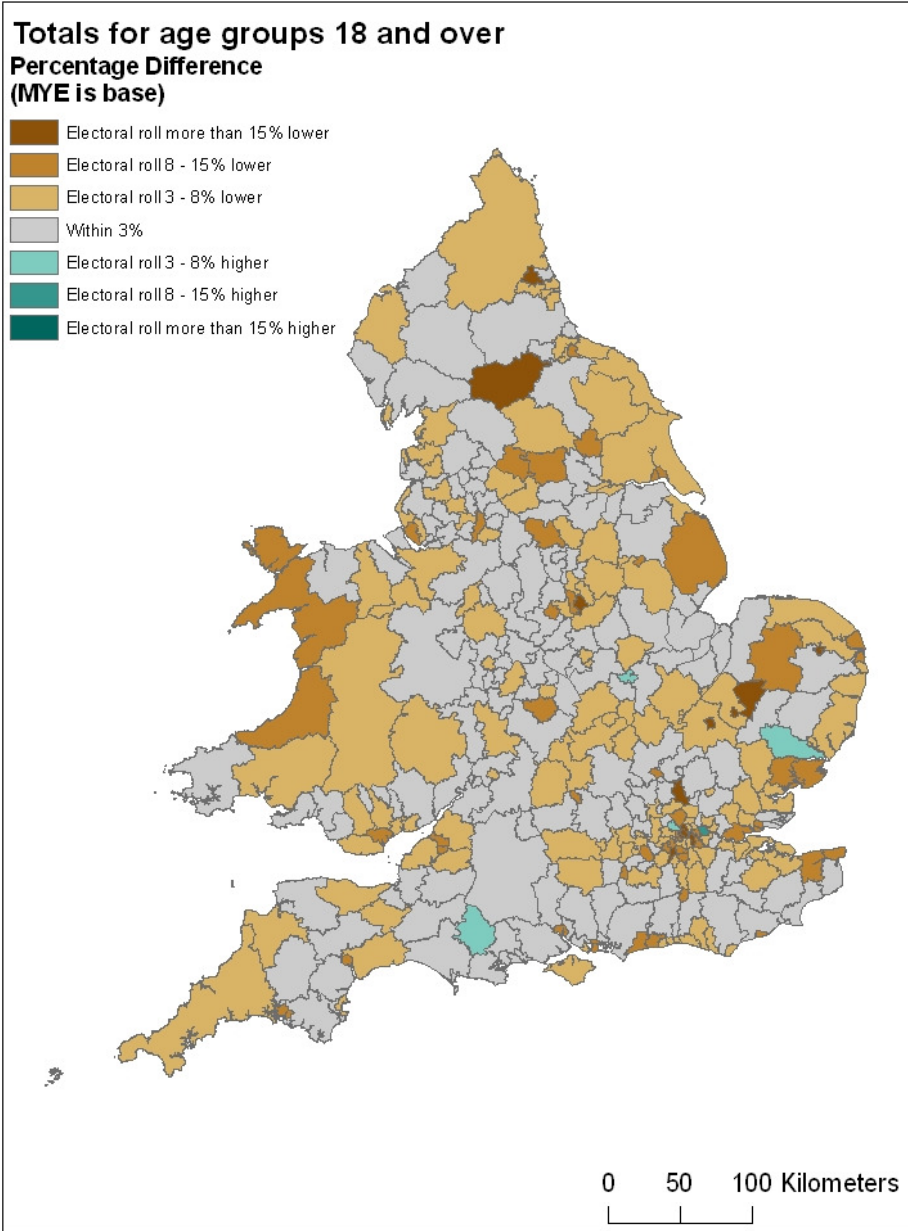 Totals for age groups 18 and over
Percentage Difference
(MYE is base)
Electoral roll more than 15% lower
Electoral roll 8 - 15% lower
Electoral roll 3 - 8% lower
Within 3%
Electoral roll 3 - 8% higher
Electoral roll 8 - 15% higher
Electoral roll more than 15% higher
0 50 100 Kilometers